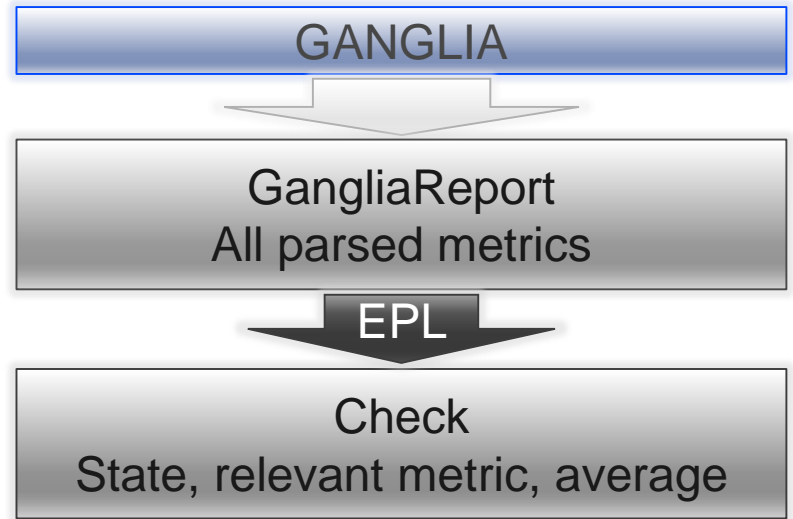 GANGLIA
GangliaReport
All parsed metrics
EPL
Check
State, relevant metric, average